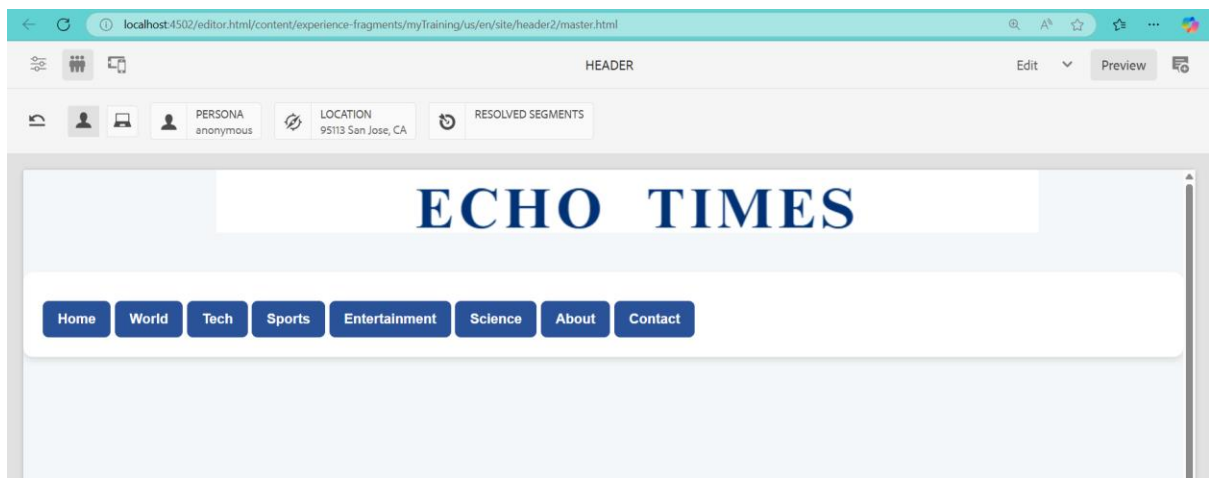 localhost:4502/editor.html/content/experience-fragments/myTraining/us/en/site/header2/master.html
HEADER
Edit
Preview
PERSONA
anonymous
LOCATION
95113 San Jose, CA
RESOLVED SEGMENTS
ECHO TIMES
Home World Tech Sports Entertainment Science About Contact